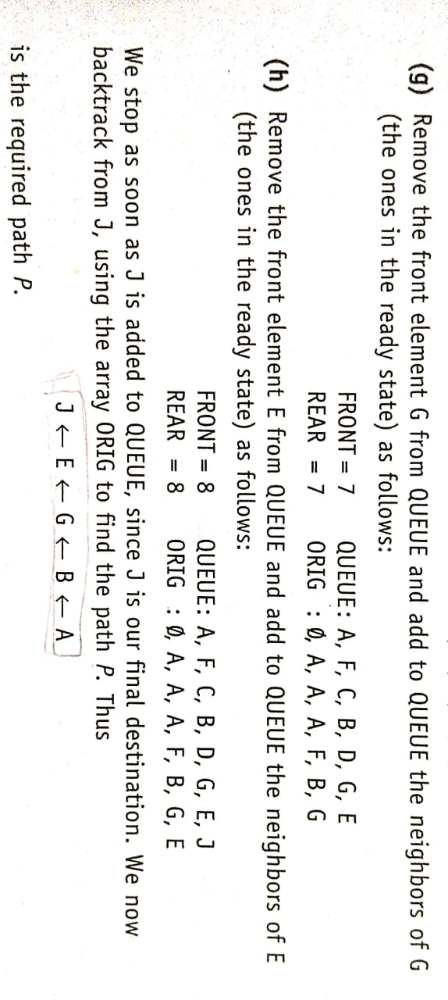 (g) Remove the front element G from QUEUE and add to QUEUE the neighbors of G
(the ones in the ready state) as follows:
FRONT = 7 QUEUE: A, F, C, B, D, G, E
REAR = 7 ORIG : Ø, A, A, A, F, B, G
(h) Remove the front element E from QUEUE and add to QUEUE the neighbors of E
(the ones in the ready state) as follows:
FRONT = 8 QUEUE: A, F, C, B, D, G, E, J
REAR = 8 ORIG : Ø, A, A, A, F, B, G, E
We stop as soon as J is added to QUEUE, since J is our final destination. We now
backtrack from J, using the array ORIG to find the path P. Thus
J ← E ← G ← B ← A
is the required path P.